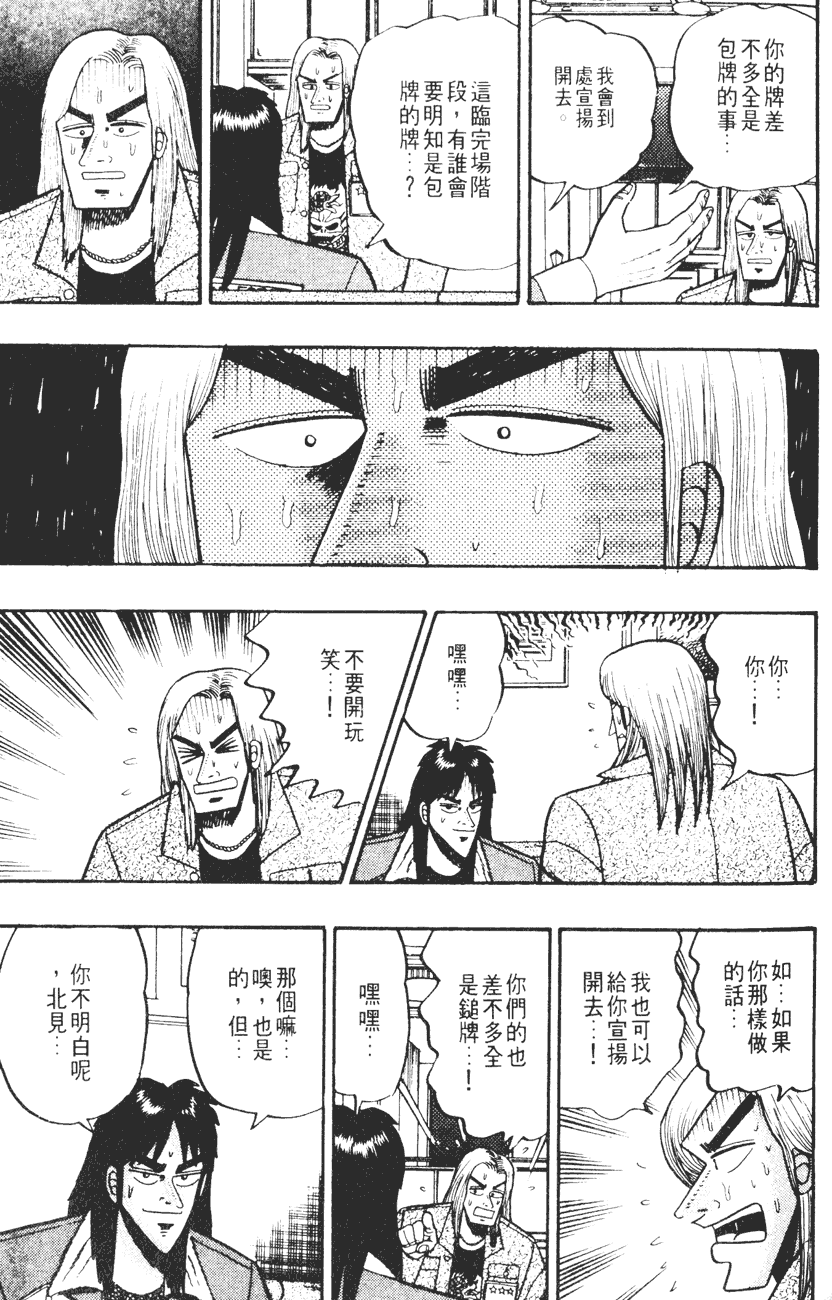 你的牌差
不多全是
包牌的事…
我會到
處宣揚
開去。
這臨完場階
段，有誰會
要明知是包
牌的牌…？
你…
你…！
嘿嘿…
不要開玩
笑…！
如…如果
你那樣做
的話…
我也可以
給你宣揚
開去…！
你們的也
差不多全
是鎚牌…！
嘿嘿…
那個嘛…
噢，也是
的，但…
你不明白呢
，北見…